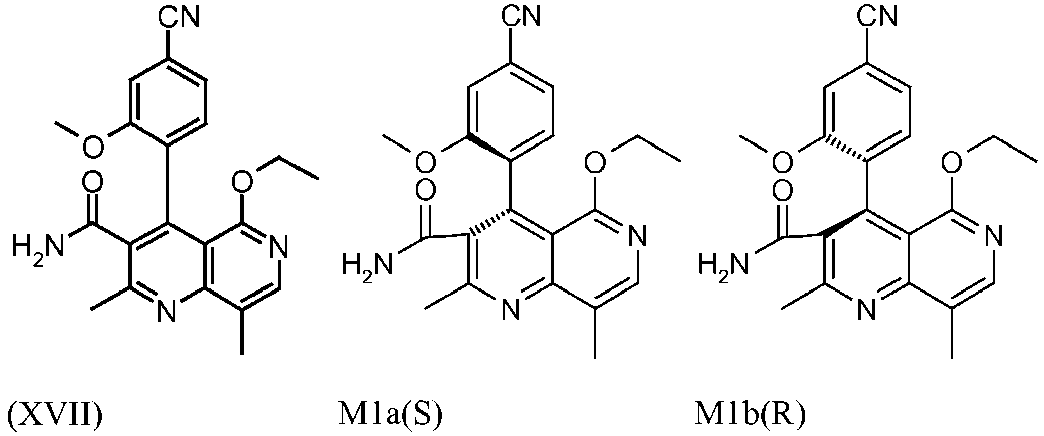 CN CN CN
O O O
O O O O O O
H2N N H2N N H2N N
N N N
(XVII) M1a(S) M1b(R)